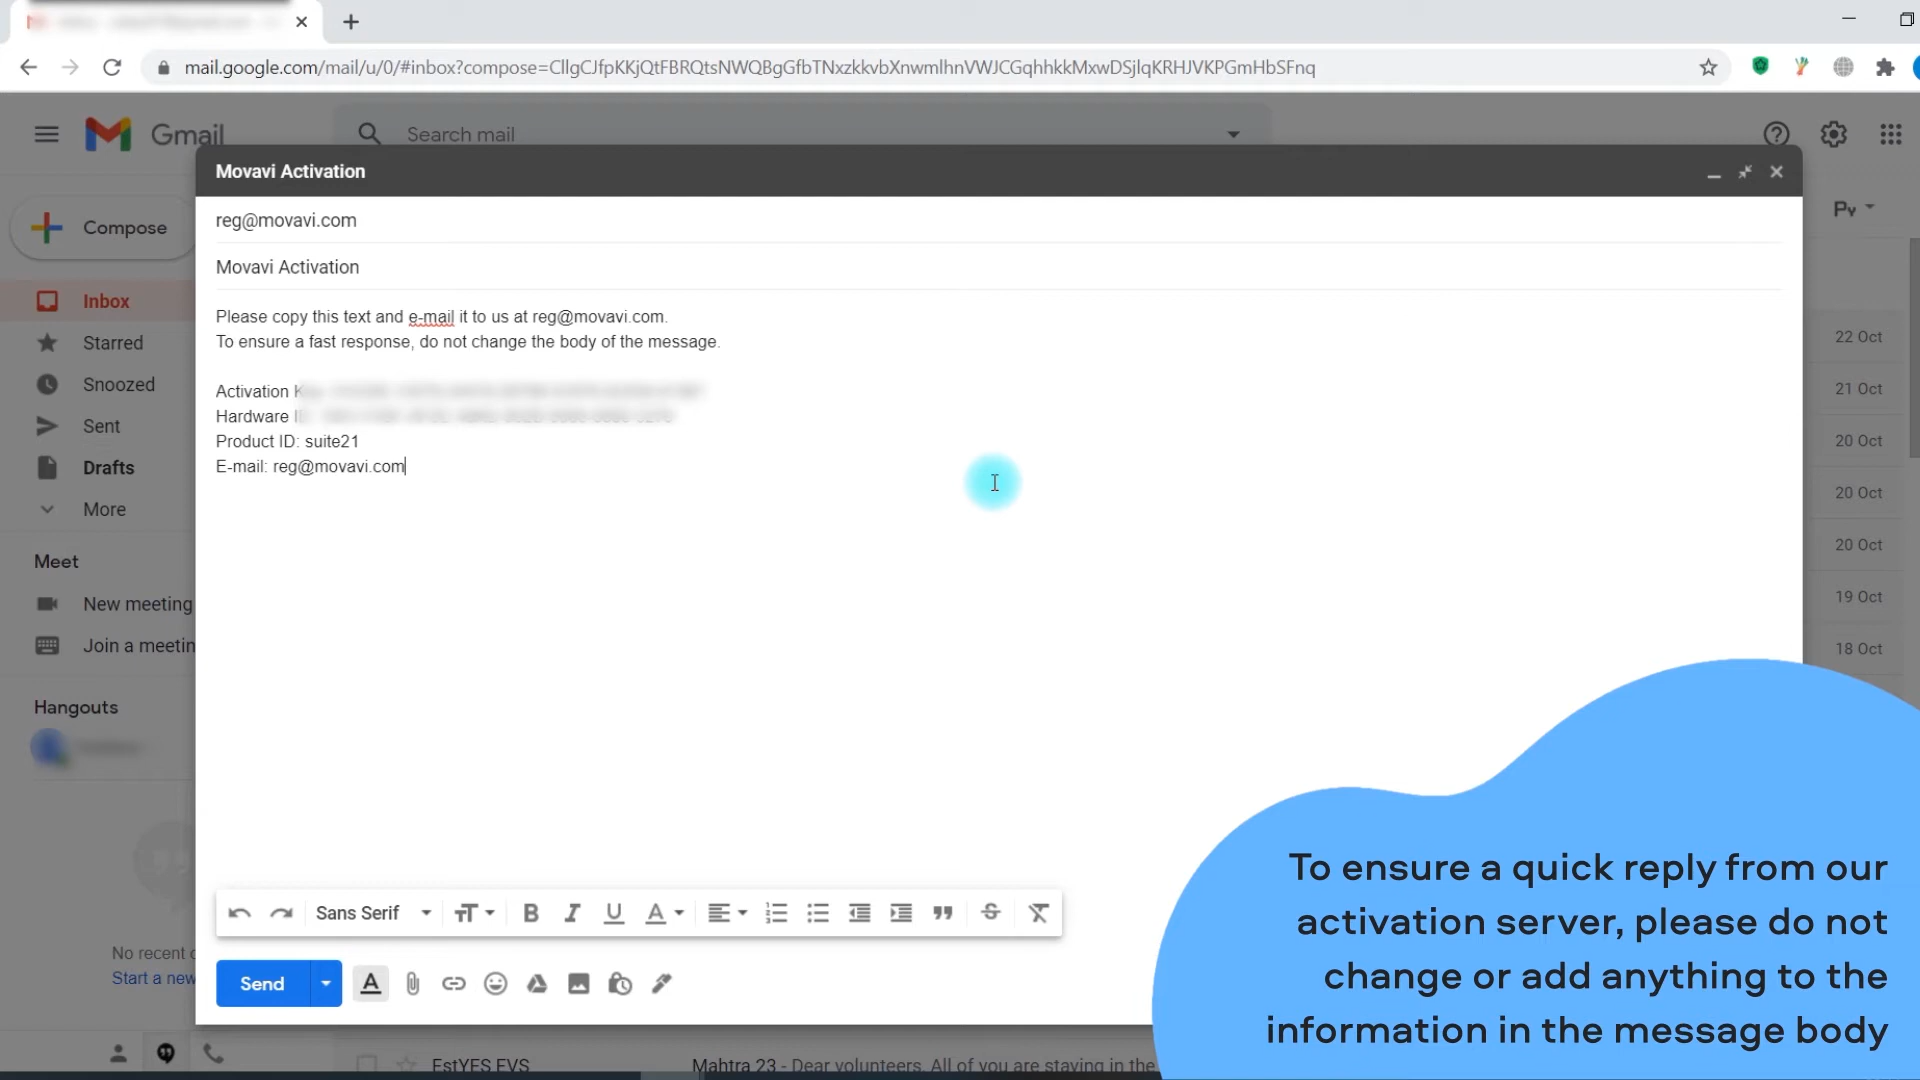 mail.google.com/mail/u/0/#inbox?compose=CllgCJfpKKjQtFBRQtsNWQBgGfbTNxzkkvbXnwmlhnVWJCGqhhkkMxwDSjlqKRHJVKPGmHbSFnq
Gmail
Search mail
Movavi Activation
reg@movavi.com
Movavi Activation
Please copy this text and e-mail it to us at reg@movavi.com.
To ensure a fast response, do not change the body of the message.
Activation
Hardware
Product ID: suite21
E-mail: reg@movavi.com
Compose
Inbox
Starred
Snoozed
Sent
Drafts
More
Meet
New meeting
Join a meetin
Hangouts
No recent
Start a new
22 Oct
21 Oct
20 Oct
20 Oct
20 Oct
19 Oct
18 Oct
Sans Serif
Send
To ensure a quick reply from our
activation server, please do not
change or add anything to the
information in the message body
EstYES EVS
Mahtra 23 - Dear volunteers. All of you are staying in the